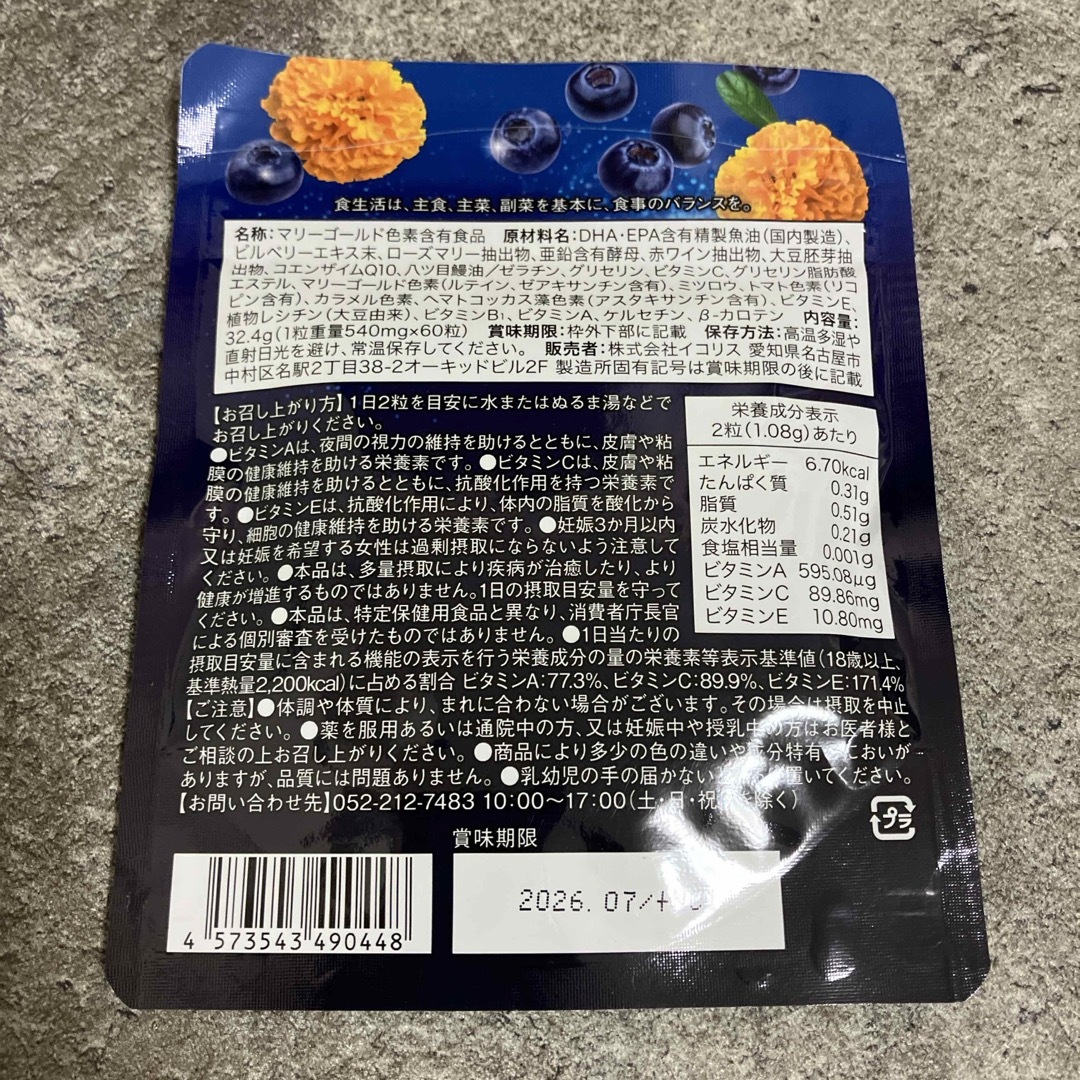 食生活は、主食、主菜、副菜を基本に、食事のバランスを。
名称:マリーゴールド色素含有食品 原材料名:DHA・EPA含有精製魚油(国内製造)、
ビルベリーエキス末、ローズマリー抽出物、亜鉛含有酵母、赤ワイン抽出物、大豆胚芽抽
出物、コエンザイムQ10、八ツ目鰻油/ゼラチン、グリセリン、ビタミンC、グリセリン脂肪酸
エステル、マリーゴールド色素(ルテイン、ゼアキサンチン含有)、ミツロウ、トマト色素(リコ
ピン含有)、カラメル色素、ヘマトコッカス藻色素(アスタキサンチン含有)、ビタミンE、
植物レシチン(大豆由来)、ビタミンB₁、ビタミンA、ケルセチン、β-カロテン 内容量:
32.4g(1粒重量540mg×60粒) 賞味期限:枠外下部に記載 保存方法:高温多湿や
直射日光を避け、常温保存してください。 販売者:株式会社イコリス 愛知県名古屋市
中村区名駅2丁目38-2オーキッドビル2F 製造所固有記号は賞味期限の後に記載
【お召し上がり方】1日2粒を目安に水またはぬるま湯などで
お召し上がりください。
●ビタミンAは、夜間の視力の維持を助けるとともに、皮膚や粘
膜の健康維持を助ける栄養素です。●ビタミンCは、皮膚や粘
膜の健康維持を助けるとともに、抗酸化作用を持つ栄養素で
す。●ビタミンEは、抗酸化作用により、体内の脂質を酸化から
守り、細胞の健康維持を助ける栄養素です。●妊娠3か月以内
又は妊娠を希望する女性は過剰摂取にならないよう注意して
ください。●本品は、多量摂取により疾病が治癒したり、より
健康が増進するものではありません。1日の摂取目安量を守って
ください。●本品は、特定保健用食品と異なり、消費者庁長官
による個別審査を受けたものではありません。●1日当たりの
摂取目安量に含まれる機能の表示を行う栄養成分の量の栄養素等表示基準値(18歳以上、
基準熱量2,200kcal)に占める割合 ビタミンA:77.3%、ビタミンC:89.9%、ビタミンE:171.4%
【ご注意】●体調や体質により、まれに合わない場合がございます。その場合は摂取を中止
してください。●薬を服用あるいは通院中の方、又は妊娠中や授乳中の方はお医者様と
ご相談の上お召し上がりください。●商品により多少の色の違いや成分特有のにおいが
ありますが、品質には問題ありません。●乳幼児の手の届かないところに置いてください。
【お問い合わせ先】052-212-7483 10:00〜17:00(土・日・祝日を除く)
栄養成分表示
2粒(1.08g)あたり
エネルギー 6.70kcal
たんぱく質 0.31g
脂質 0.51g
炭水化物 0.21g
食塩相当量 0.001g
ビタミンA 595.08μg
ビタミンC 89.86mg
ビタミンE 10.80mg
プラ
賞味期限
2026.07/
4 573543 490448